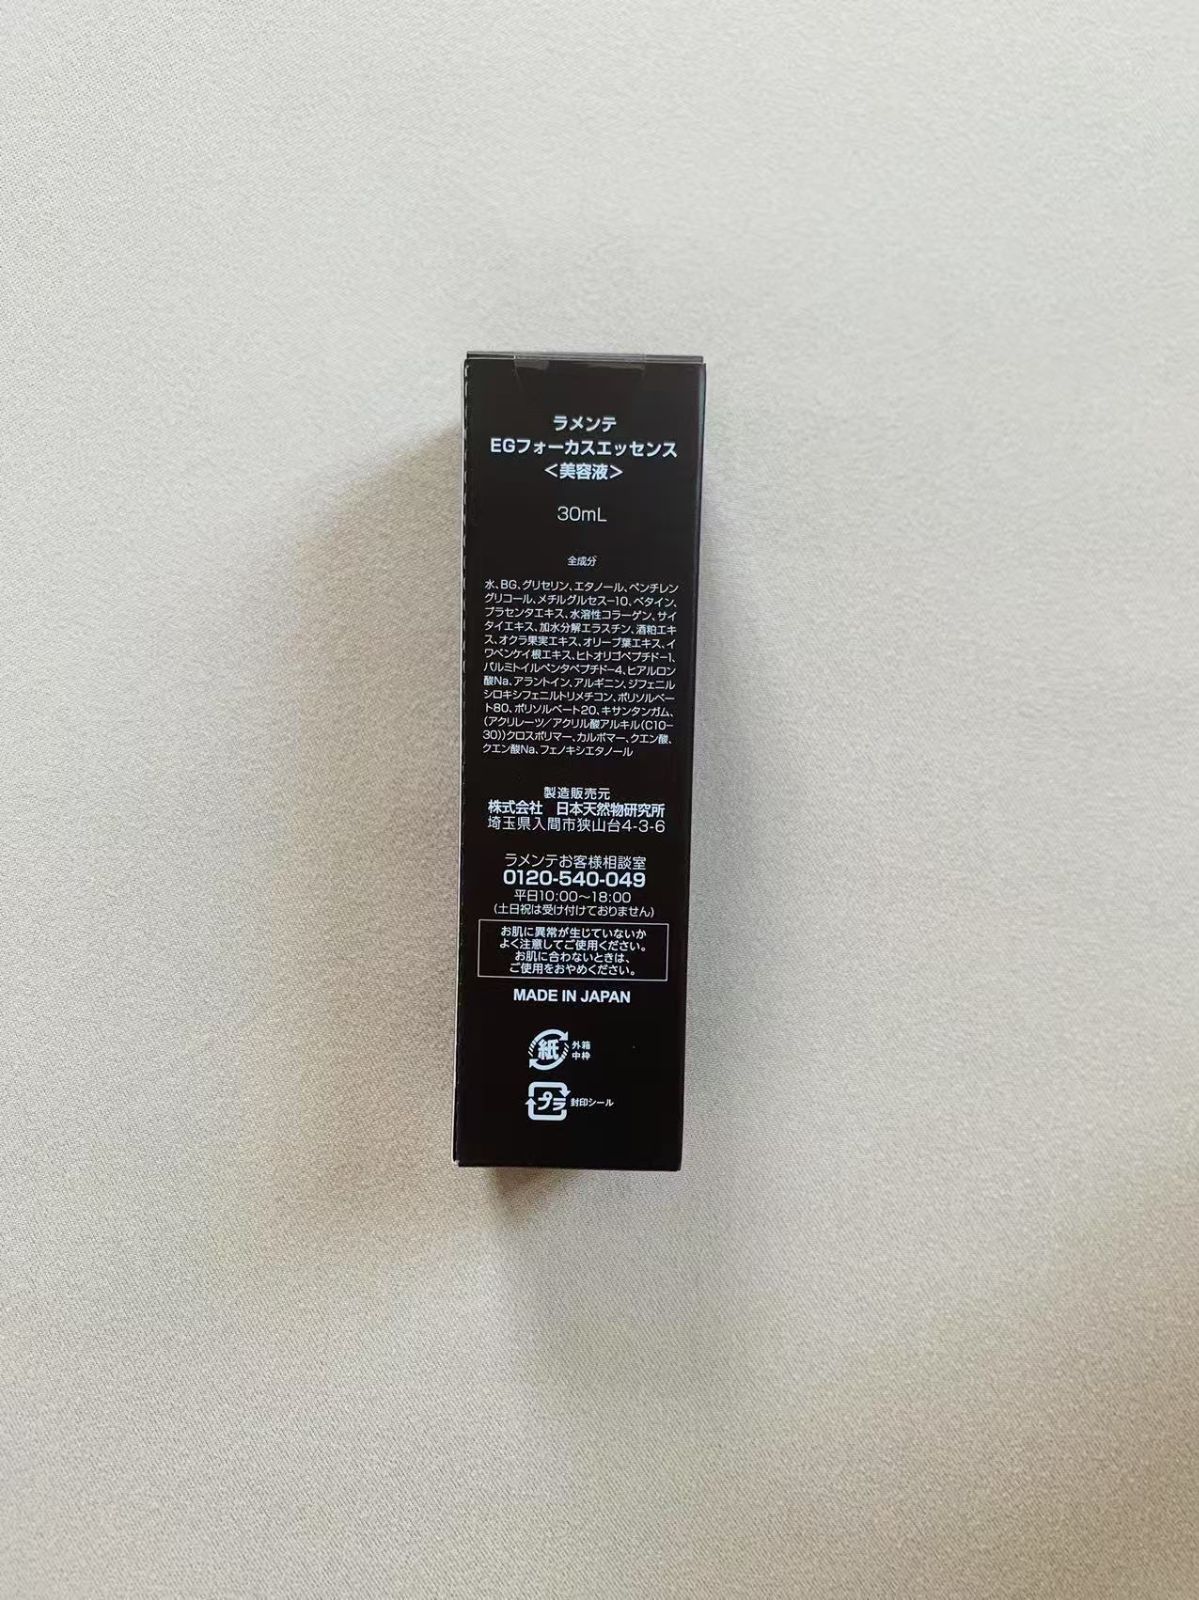 ラメンテ
EGフォーカスエッセンス
＜美容液＞
30mL
全成分
水、BG、グリセリン、エタノール、ペンチレン
グリコール、メチルグルセス-10、ベタイン、
プラセンタエキス、水溶性コラーゲン、サイ
タイエキス、加水分解エラスチン、酒粕エキ
ス、オクラ果実エキス、オリーブ葉エキス、イ
ワベンケイ根エキス、ヒトオリゴペプチド-1、
パルミトイルペンタペプチド-4、ヒアルロン
酸Na、アラントイン、アルギニン、ジフェニル
シロキシフェニルトリメチコン、ポリソルベー
ト80、ポリソルベート20、キサンタンガム、
(アクリレーツ/アクリル酸アルキル(C10-
30))クロスポリマー、カルボマー、クエン酸、
クエン酸Na、フェノキシエタノール
製造販売元
株式会社　日本天然物研究所
埼玉県入間市狭山台4-3-6
ラメンテお客様相談室
0120-540-049
平日10:00～18:00
(土日祝は受け付けておりません)
お肌に異常が生じていないか
よく注意してご使用ください。
お肌に合わないときは、
ご使用をおやめください。
MADE IN JAPAN
紙 外箱
中枠
プラ 封印シール